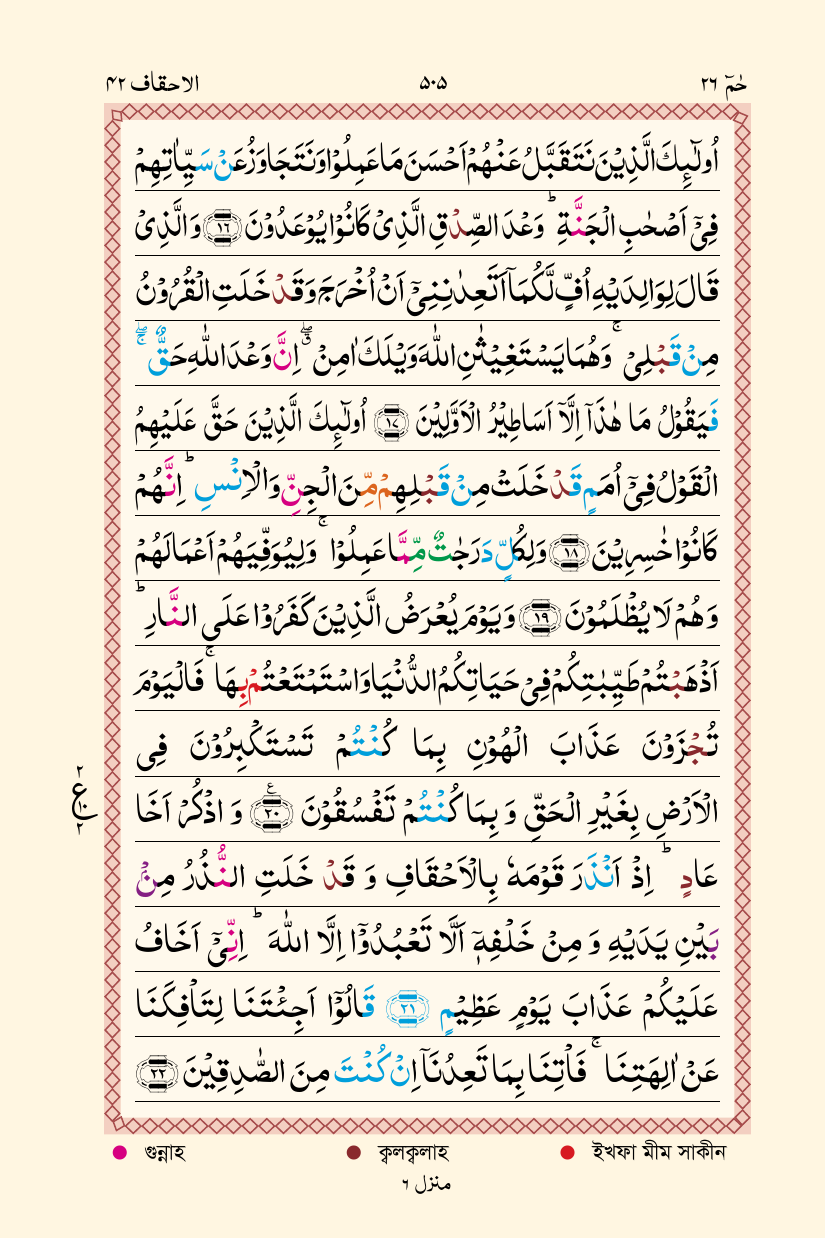 حٰمٓ ٢٦
٥٠٥
الاحقاف ٤٢
اُولٰٓئِكَ الَّذِيْنَ نَتَقَبَّلُ عَنْهُمْ اَحْسَنَ مَا عَمِلُوْا وَنَتَجَاوَزُ عَنْ سَيِّاٰتِهِمْ
فِيْٓ اَصْحٰبِ الْجَنَّةِ ؕ وَعْدَ الصِّدْقِ الَّذِيْ كَانُوْا يُوْعَدُوْنَ ١٦ وَالَّذِيْ
قَالَ لِوَالِدَيْهِ اُفٍّ لَّكُمَاۤ اَتَعِدٰنِنِيْٓ اَنْ اُخْرَجَ وَقَدْ خَلَتِ الْقُرُوْنُ
مِنْ قَبْلِيْ ۚ وَهُمَا يَسْتَغِيْثٰنِ اللّٰهَ وَيْلَكَ اٰمِنْ ۖ اِنَّ وَعْدَ اللّٰهِ حَقٌّ ۚۖ
فَيَقُوْلُ مَا هٰذَاۤ اِلَّاۤ اَسَاطِيْرُ الْاَوَّلِيْنَ ١٧ اُولٰٓئِكَ الَّذِيْنَ حَقَّ عَلَيْهِمُ
الْقَوْلُ فِيْٓ اُمَمٍ قَدْ خَلَتْ مِنْ قَبْلِهِمْ مِّنَ الْجِنِّ وَالْاِنْسِ ؕ اِنَّهُمْ
كَانُوْا خٰسِرِيْنَ ١٨ وَلِكُلٍّ دَرَجٰتٌ مِّمَّا عَمِلُوْا ۚ وَلِيُوَفِّيَهُمْ اَعْمَالَهُمْ
وَهُمْ لَا يُظْلَمُوْنَ ١٩ وَيَوْمَ يُعْرَضُ الَّذِيْنَ كَفَرُوْا عَلَى النَّارِ ؕ
اَذْهَبْتُمْ طَيِّبٰتِكُمْ فِيْ حَيَاتِكُمُ الدُّنْيَا وَاسْتَمْتَعْتُمْ بِهَا ۚ فَالْيَوْمَ
تُجْزَوْنَ عَذَابَ الْهُوْنِ بِمَا كُنْتُمْ تَسْتَكْبِرُوْنَ فِى
الْاَرْضِ بِغَيْرِ الْحَقِّ وَ بِمَا كُنْتُمْ تَفْسُقُوْنَ ٢٠ وَ اذْكُرْ اَخَا
ع ٢ ١٠ ٢
عَادٍ ؕ اِذْ اَنْذَرَ قَوْمَهٗ بِالْاَحْقَافِ وَ قَدْ خَلَتِ النُّذُرُ مِنْۢ
بَيْنِ يَدَيْهِ وَ مِنْ خَلْفِهٖٓ اَلَّا تَعْبُدُوْٓا اِلَّا اللّٰهَ ؕ اِنِّيْٓ اَخَافُ
عَلَيْكُمْ عَذَابَ يَوْمٍ عَظِيْمٍ ٢١ قَالُوْٓا اَجِئْتَنَا لِتَاْفِكَنَا
عَنْ اٰلِهَتِنَا ۚ فَاْتِنَا بِمَا تَعِدُنَاۤ اِنْ كُنْتَ مِنَ الصّٰدِقِيْنَ ٢٢
গুন্নাহ
ক্বলক্বলাহ
ইখফা মীম সাকীন
منزل ٦